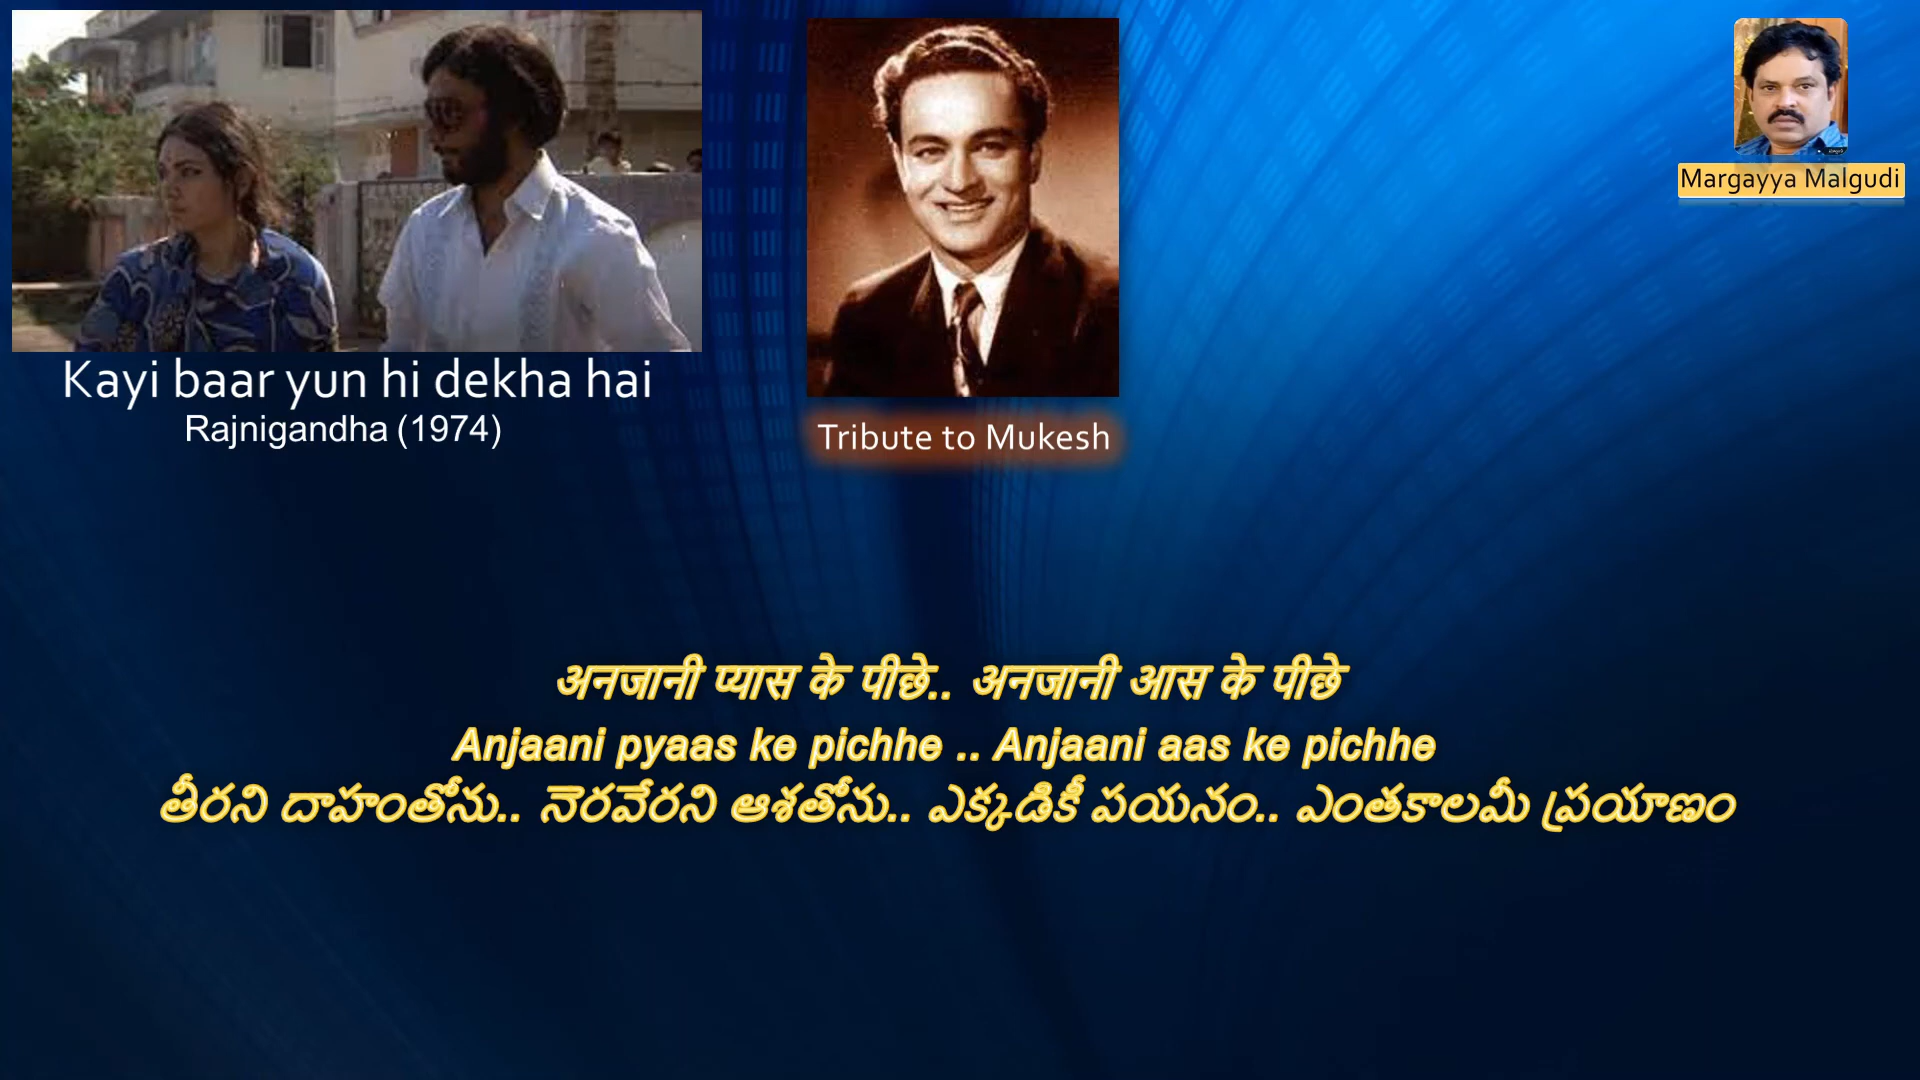 Margayya Malgudi
Kayi baar yun hi dekha hai
Rajnigandha (1974)
Tribute to Mukesh
अनजानी प्यास के पीछे.. अनजानी आस के पीछे
Anjaani pyaas ke pichhe .. Anjaani aas ke pichhe
తీరని దాహంతోను.. నెరవేరని ఆశతోను.. ఎక్కడికీ పయనం.. ఎంతకాలమీ ప్రయాణం